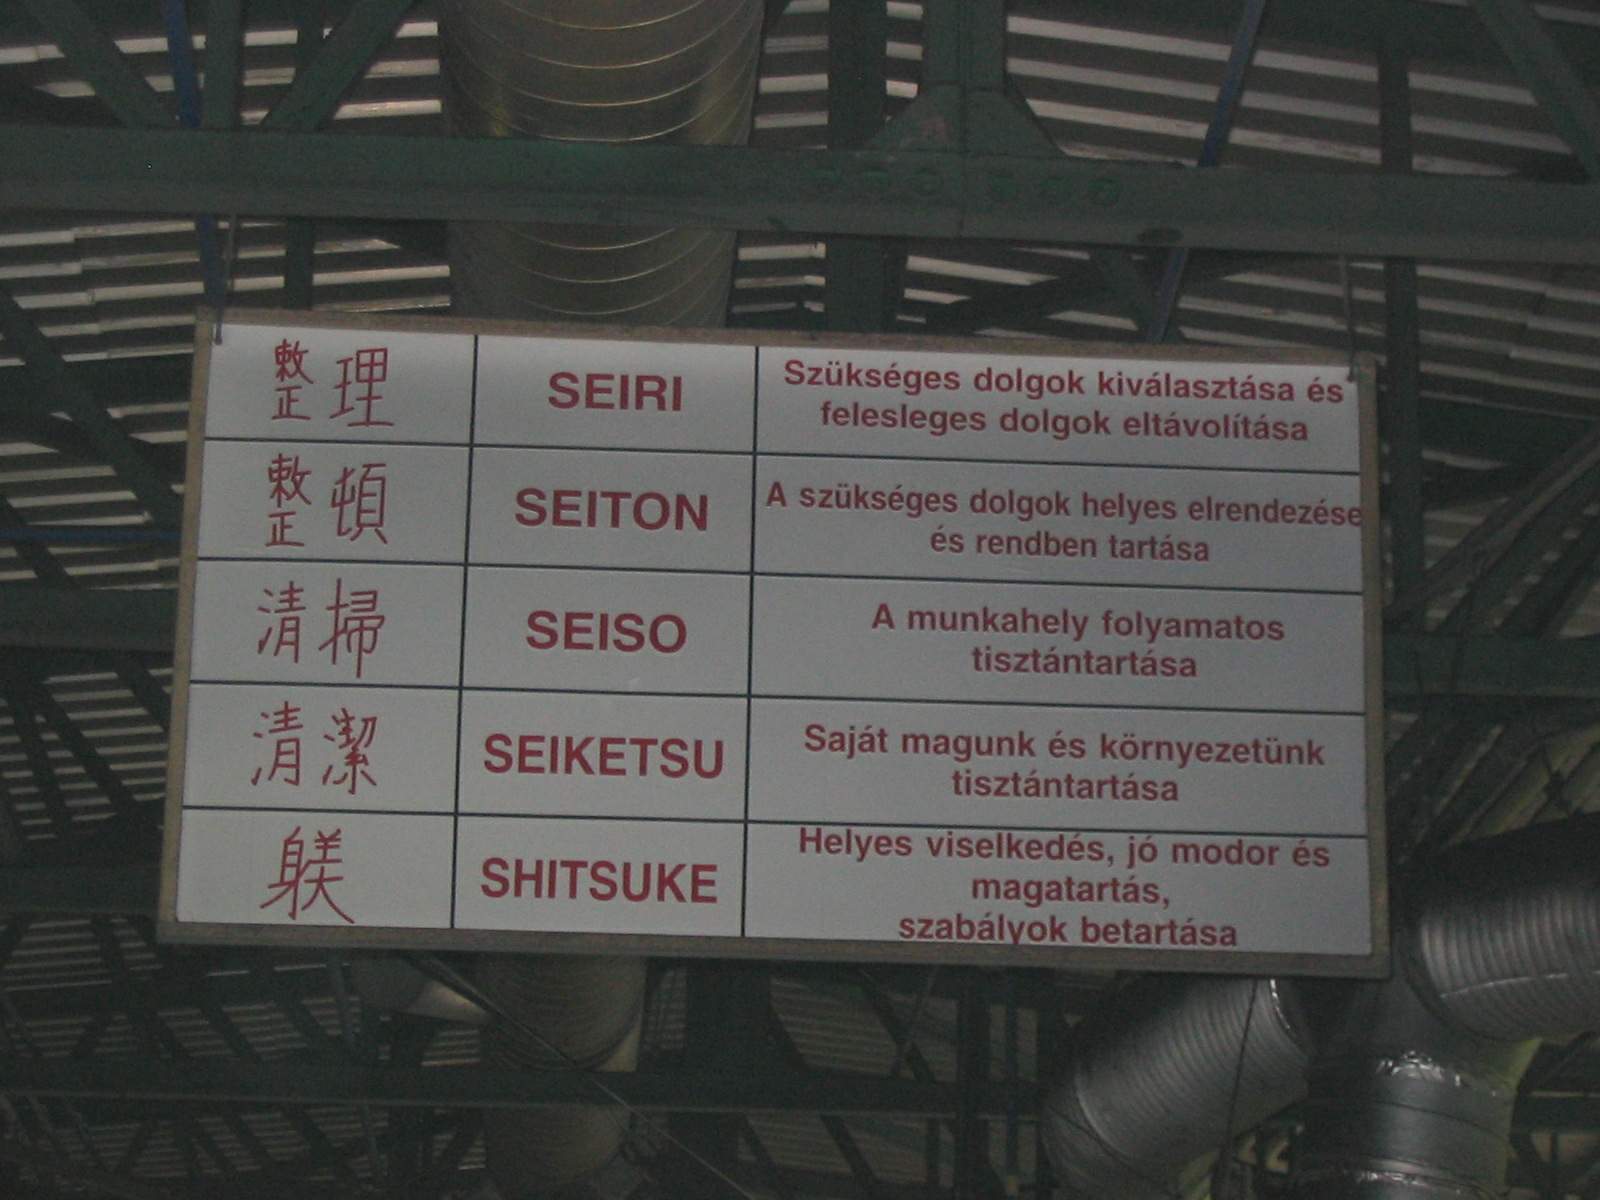 整理
SEIRI
Szükséges dolgok kiválasztása és
felesleges dolgok eltávolítása
整頓
SEITON
A szükséges dolgok helyes elrendezése
és rendben tartása
清掃
SEISO
A munkahely folyamatos
tisztántartása
清潔
SEIKETSU
Saját magunk és környezetünk
tisztántartása
躾
SHITSUKE
Helyes viselkedés, jó modor és
magatartás,
szabályok betartása